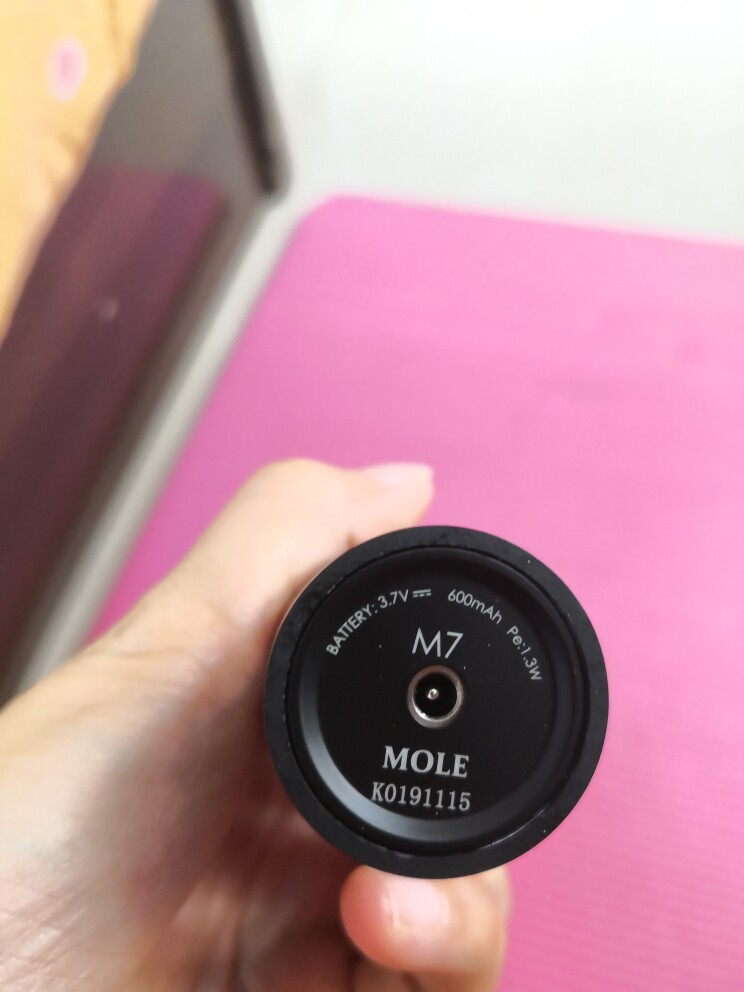 BATTERY: 3.7V⎓ 600mAh Pe:1.3W
M7
MOLE
K0191115